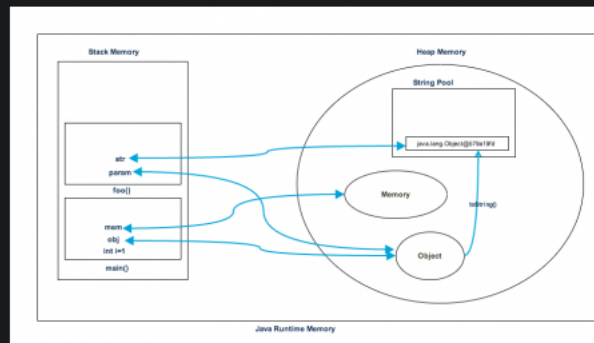 Stack Memory
Heap Memory
String Pool
java.lang.Object@575e19fd
str
param
foo()
Memory
toString()
mem
obj
int i=1
Object
main()
Java Runtime Memory